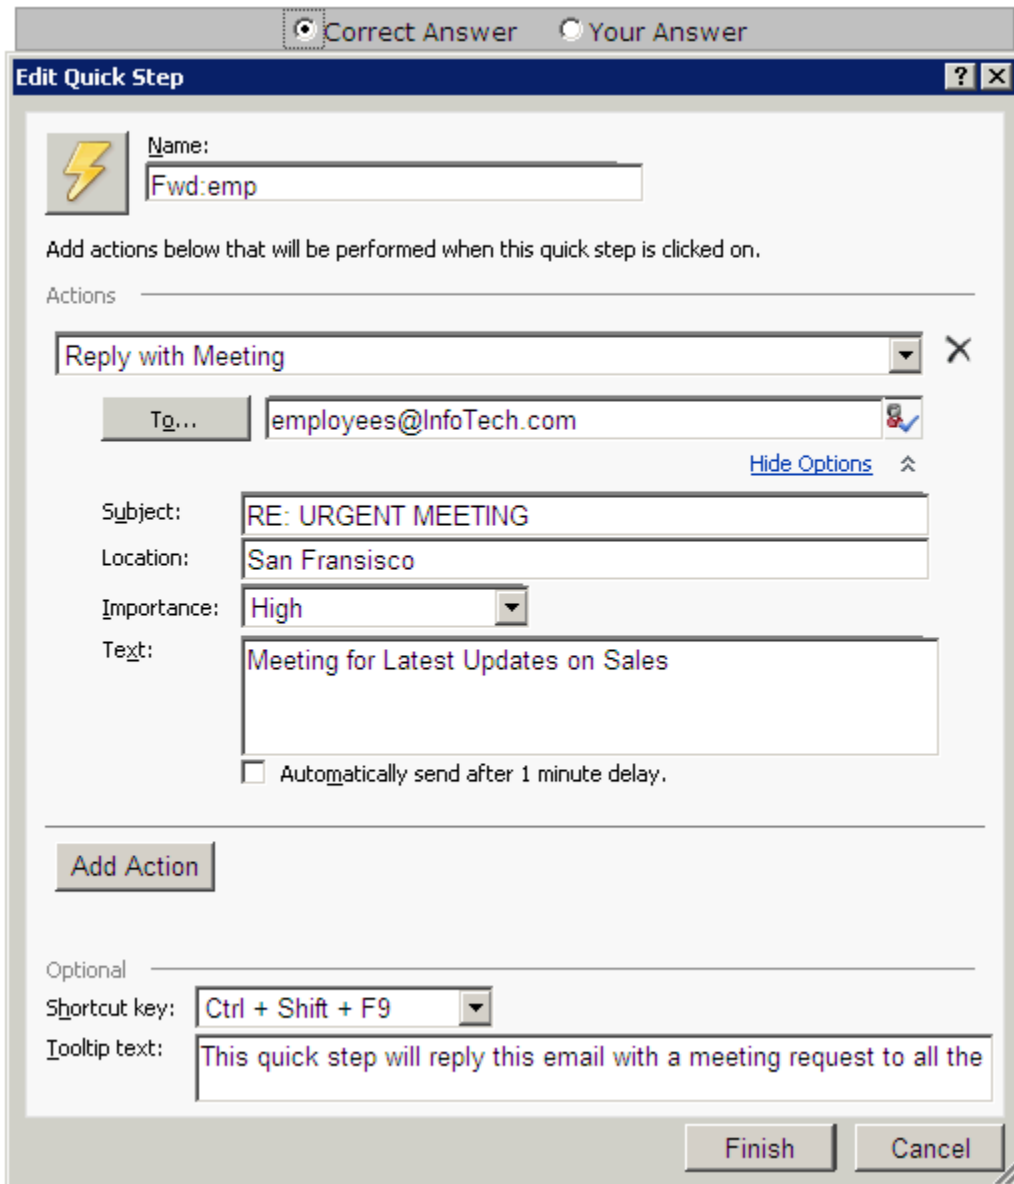 Correct Answer Your Answer
Edit Quick Step ?
Name:
Fwd:emp
Add actions below that will be performed when this quick step is clicked on.
Actions
Reply with Meeting
To... employees@InfoTech.com
Hide Options
Subject: RE: URGENT MEETING
Location: San Fransisco
Importance: High
Text: Meeting for Latest Updates on Sales
Automatically send after 1 minute delay.
Add Action
Optional
Shortcut key: Ctrl + Shift + F9
Tooltip text: This quick step will reply this email with a meeting request to all the
Finish Cancel